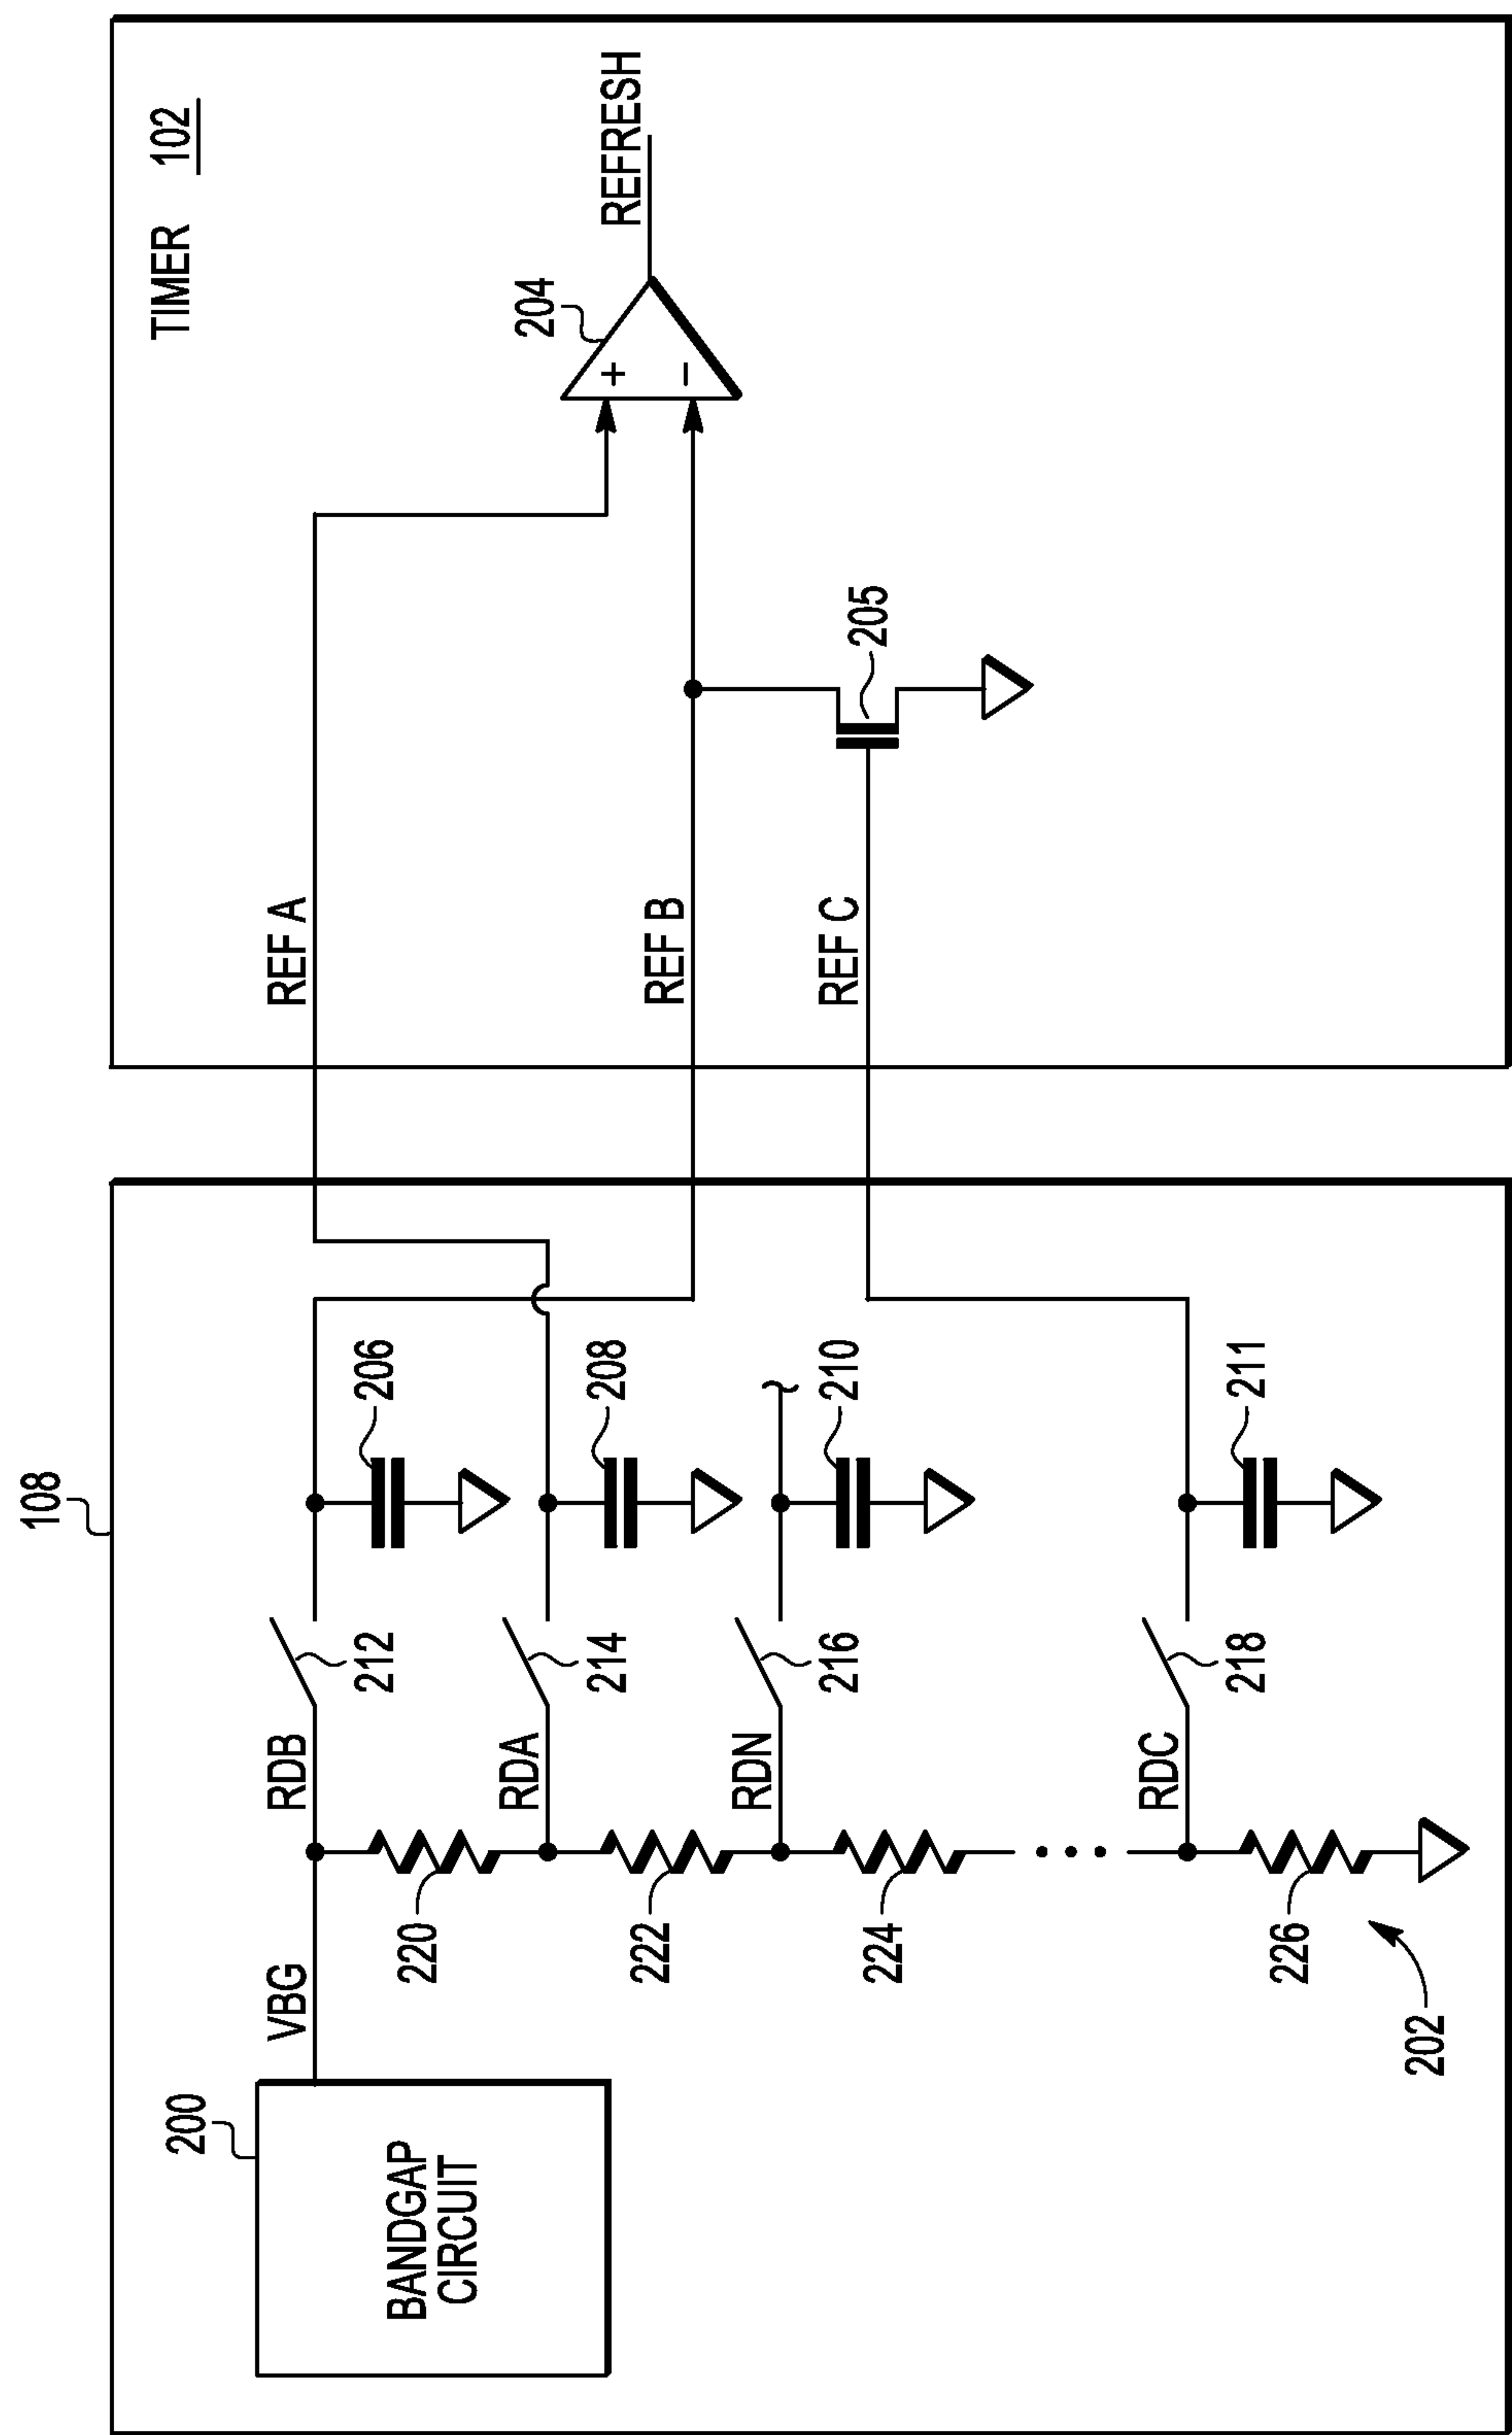 108
200
BANDGAP
CIRCUIT
VBG
RDB
212
206
220
RDA
214
208
222
RDN
216
210
224
RDC
218
211
226
202
TIMER 102
REF A
REF B
REF C
204
+
−
REFRESH
205